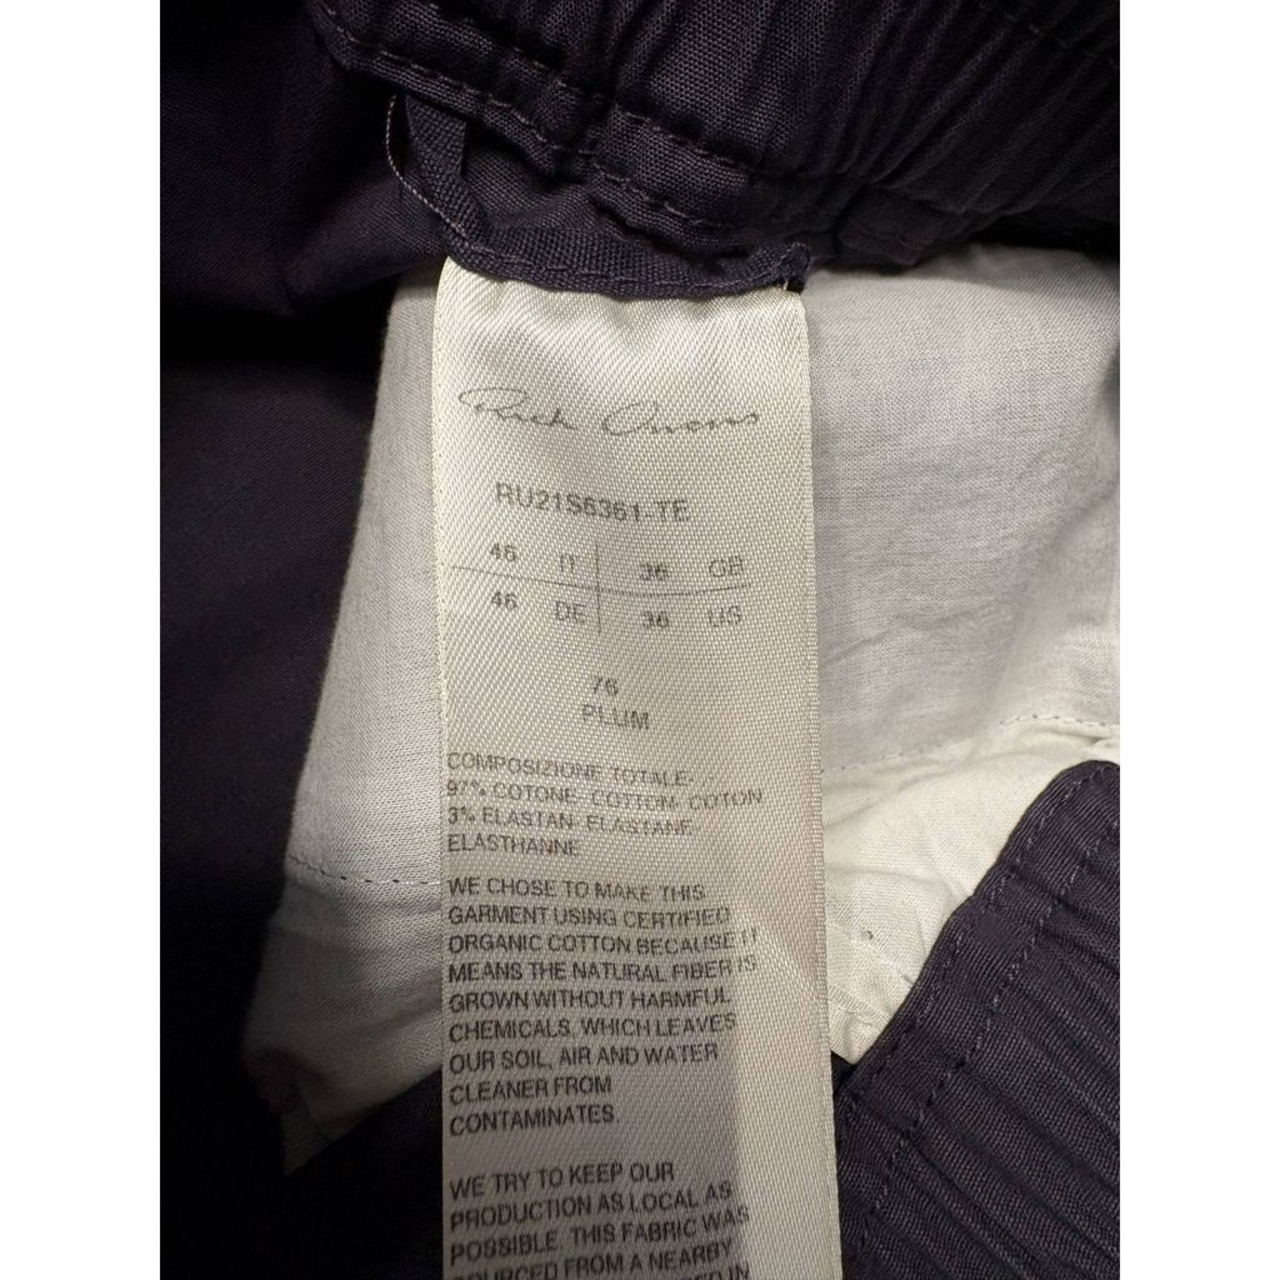 Rick Owens
RU21S6361-TE
46 IT 36 GB
46 DE 36 US
76
PLUM
COMPOSIZIONE TOTALE-
97% COTONE- COTTON- COTON
3% ELASTAN- ELASTANE-
ELASTHANNE
WE CHOSE TO MAKE THIS
GARMENT USING CERTIFIED
ORGANIC COTTON BECAUSE IT
MEANS THE NATURAL FIBER IS
GROWN WITHOUT HARMFUL
CHEMICALS, WHICH LEAVES
OUR SOIL, AIR AND WATER
CLEANER FROM
CONTAMINATES.
WE TRY TO KEEP OUR
PRODUCTION AS LOCAL AS
POSSIBLE. THIS FABRIC WAS
SOURCED FROM A NEARBY